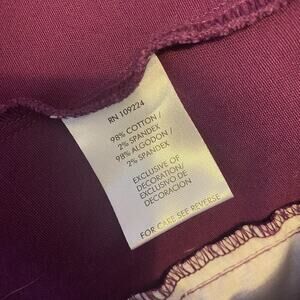 RN 109224
98% COTTON /
2% SPANDEX
98% ALGODON /
2% SPANDEX
EXCLUSIVE OF
DECORATION/
EXCLUSIVO DE
DECORACION
FOR CARE SEE REVERSE